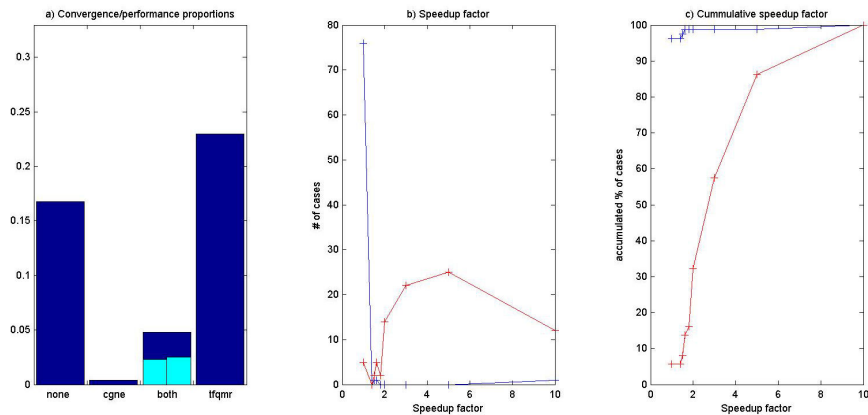 a) Convergence/performance proportions
0.3
0.25
0.2
0.15
0.1
0.05
0
none cgne both tfqmr
b) Speedup factor
# of cases
80
70
60
50
40
30
20
10
0
0 2 4 6 8 10
Speedup factor
c) Cummulative speedup factor
accumulated % of cases
100
90
80
70
60
50
40
30
20
10
0
0 2 4 6 8 10
Speedup factor